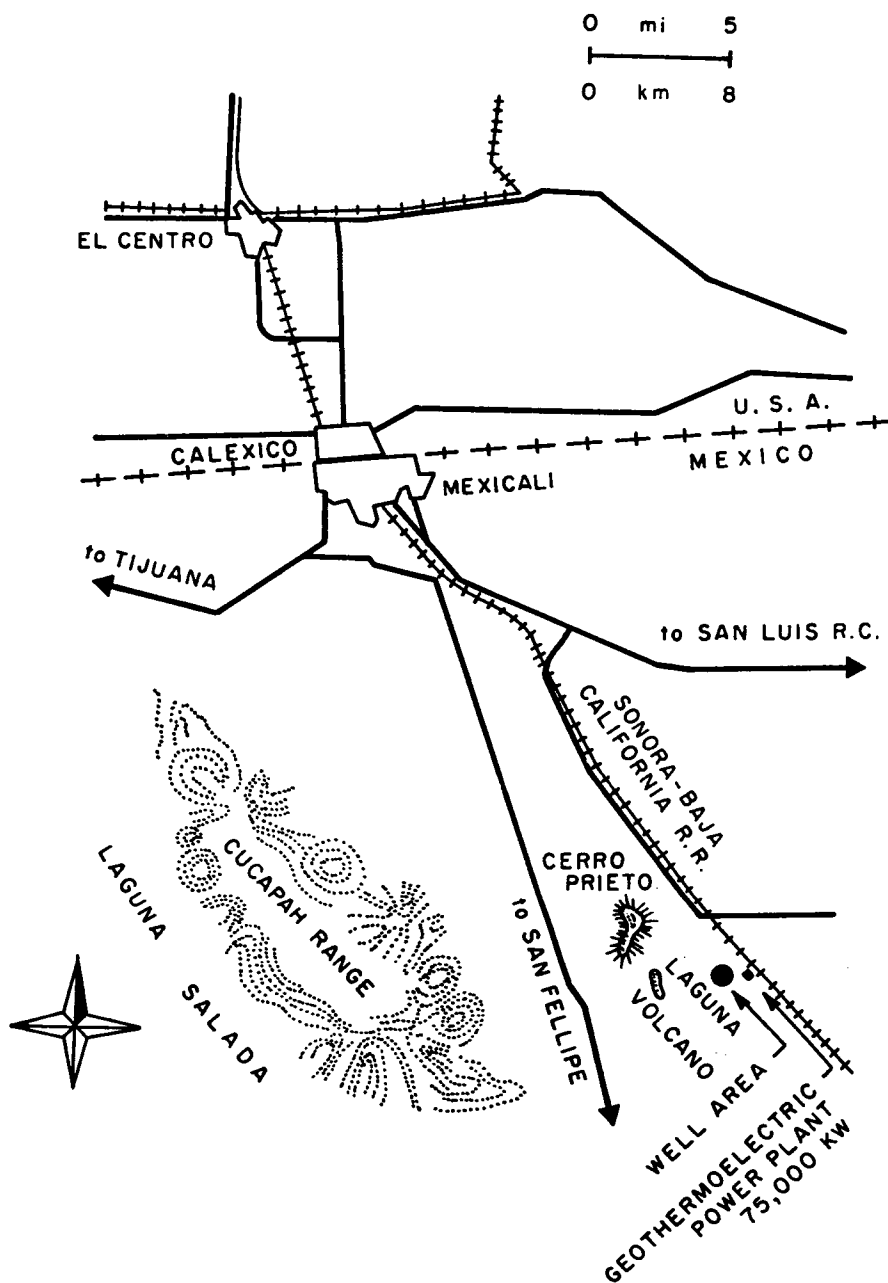 0 mi 5
0 km 8
EL CENTRO
U. S. A.
CALEXICO
MEXICO
MEXICALI
to TIJUANA
to SAN LUIS R.C.
SONORA - BAJA
CALIFORNIA R.R.
CERRO
PRIETO
CUCAPAH RANGE
LAGUNA SALADA
to SAN FELLIPE
LAGUNA
VOLCANO
WELL AREA
GEOTHERMOELECTRIC
POWER PLANT
75,000 KW